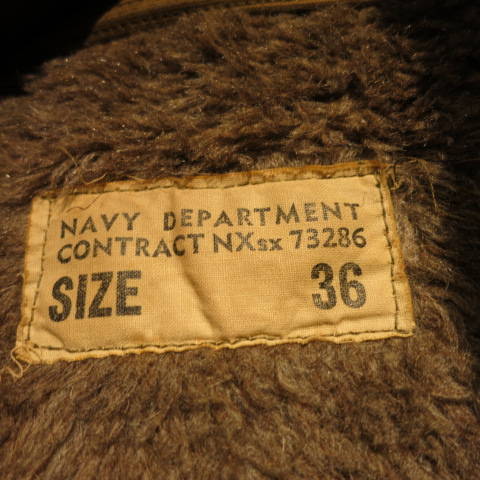 NAVY DEPARTMENT
CONTRACT NXsx 73286
SIZE 36